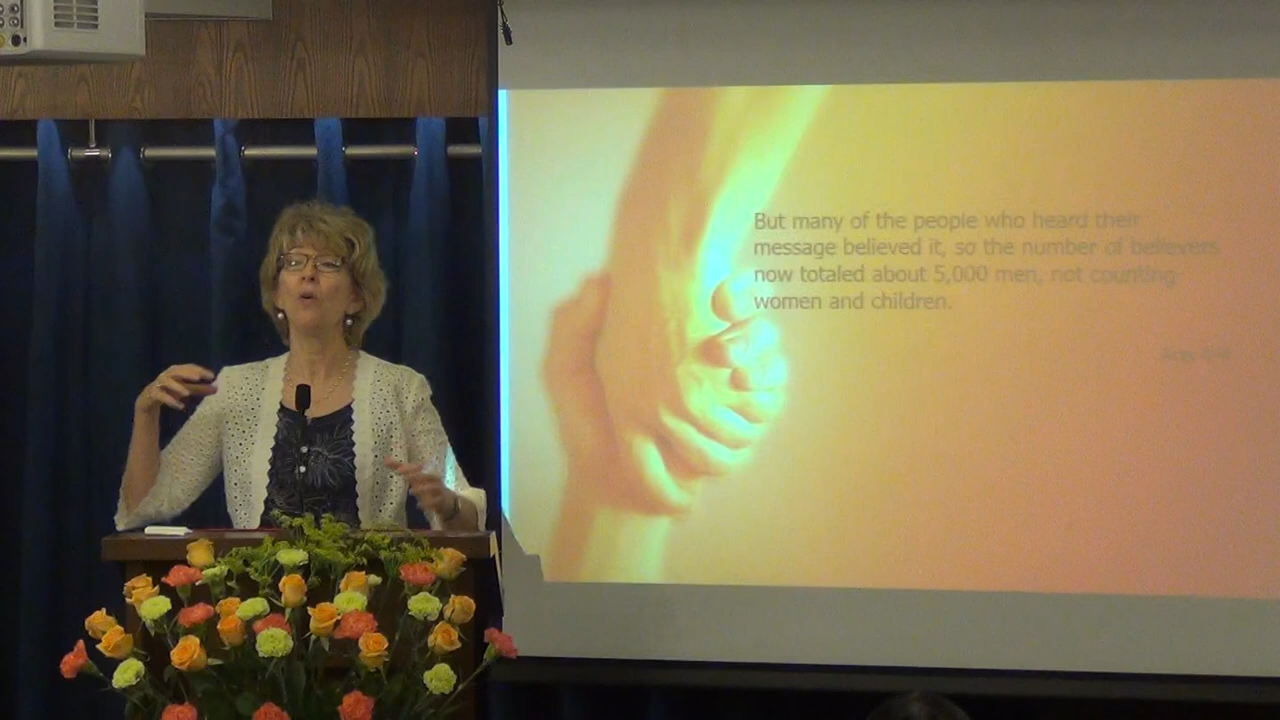 But many of the people who heard their
message believed it, so the number of believers
now totaled about 5,000 men, not counting
women and children.